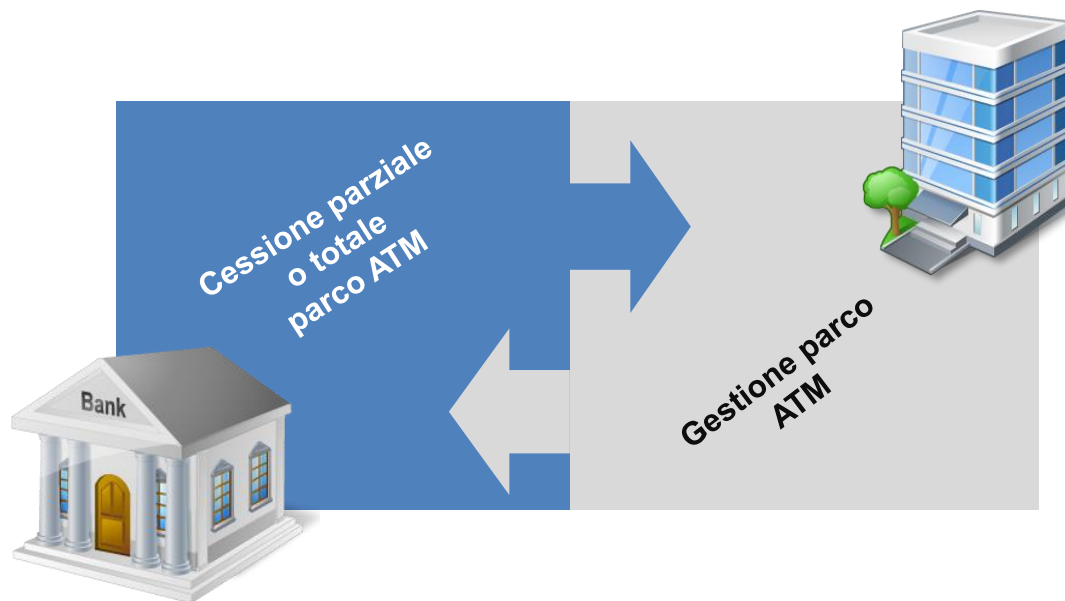 Cessione parziale
o totale
parco ATM
Gestione parco
ATM
Bank